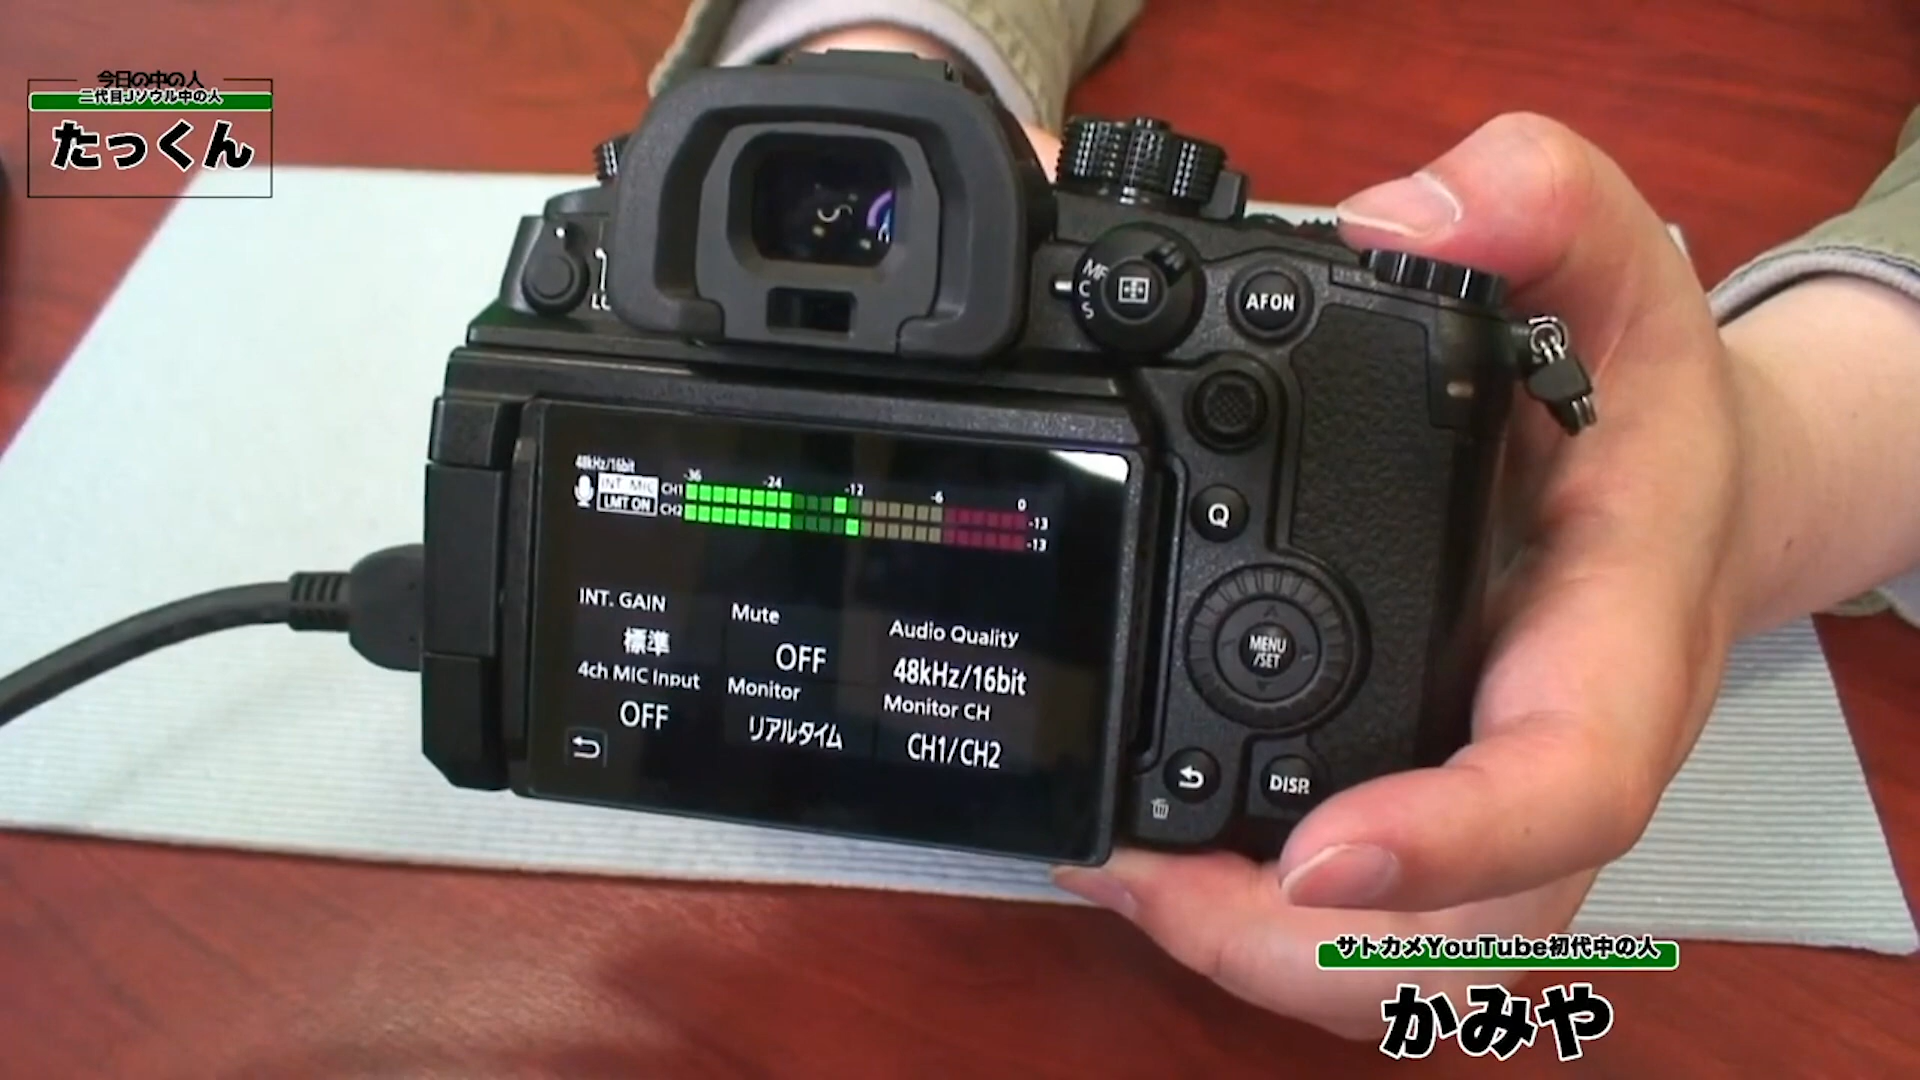 今日の中の人
二代目Jソウル中の人
たっくん
MF
C
S
AFON
48kHz/16bit
-36 -24 -12 -6 0
INT. MIC CH1 -13
LMT ON CH2 -13
Q
INT. GAIN Mute Audio Quality
標準 OFF 48kHz/16bit
4ch MIC Input Monitor Monitor CH
OFF リアルタイム CH1/CH2
MENU
/SET
DISP.
サトカメYouTube初代中の人
かみや